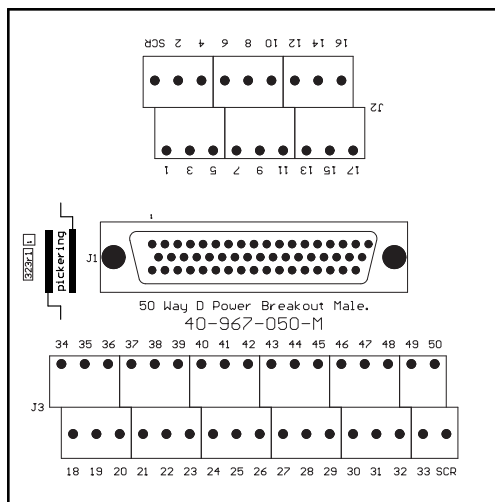 SCR 2 4 6 8 10 12 14 16
J2
1 3 5 7 9 11 13 15 17
323r1 1
pickering
1
J1
50 Way D Power Breakout Male.
40-967-050-M
34 35 36 37 38 39 40 41 42 43 44 45 46 47 48 49 50
J3
18 19 20 21 22 23 24 25 26 27 28 29 30 31 32 33 SCR